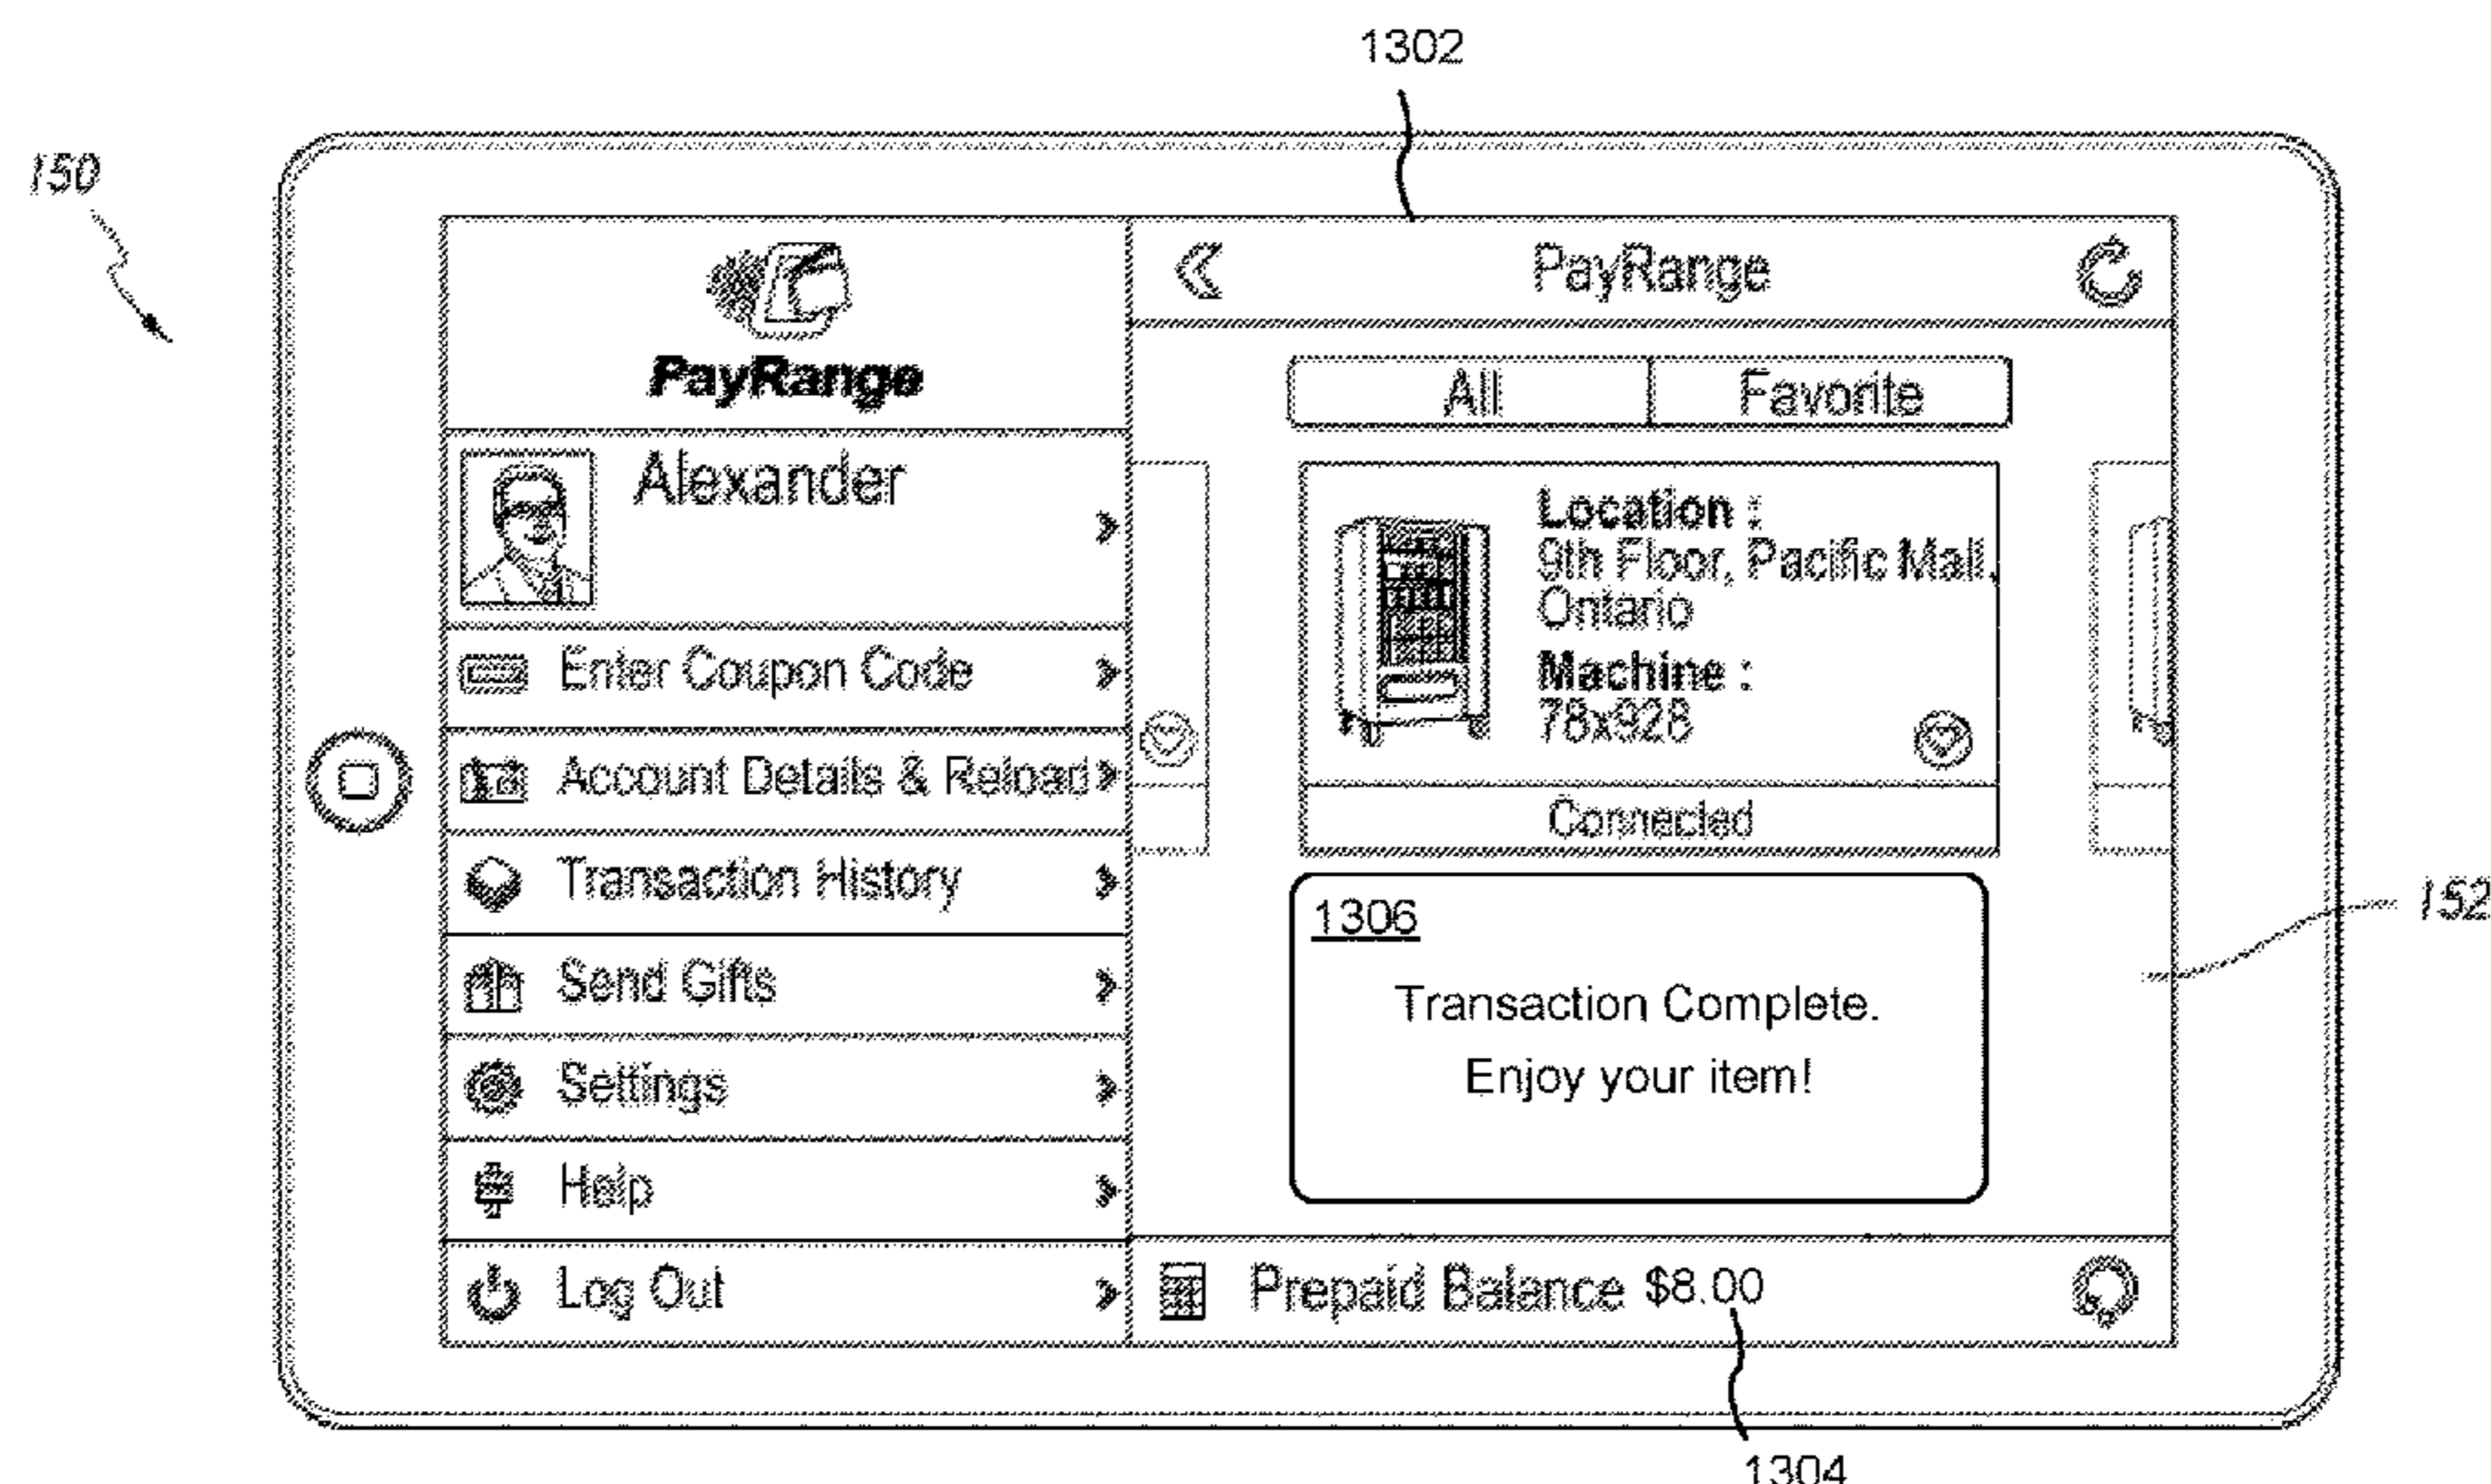 1302
150
PayRange
Alexander
Enter Coupon Code
Account Details & Reload
Transaction History
Send Gifts
Settings
Help
Log Out
PayRange
All
Favorite
Location :
9th Floor, Pacific Mall,
Ontario
Machine :
78x928
Connected
1306
Transaction Complete.
Enjoy your item!
Prepaid Balance $8.00
152
1304